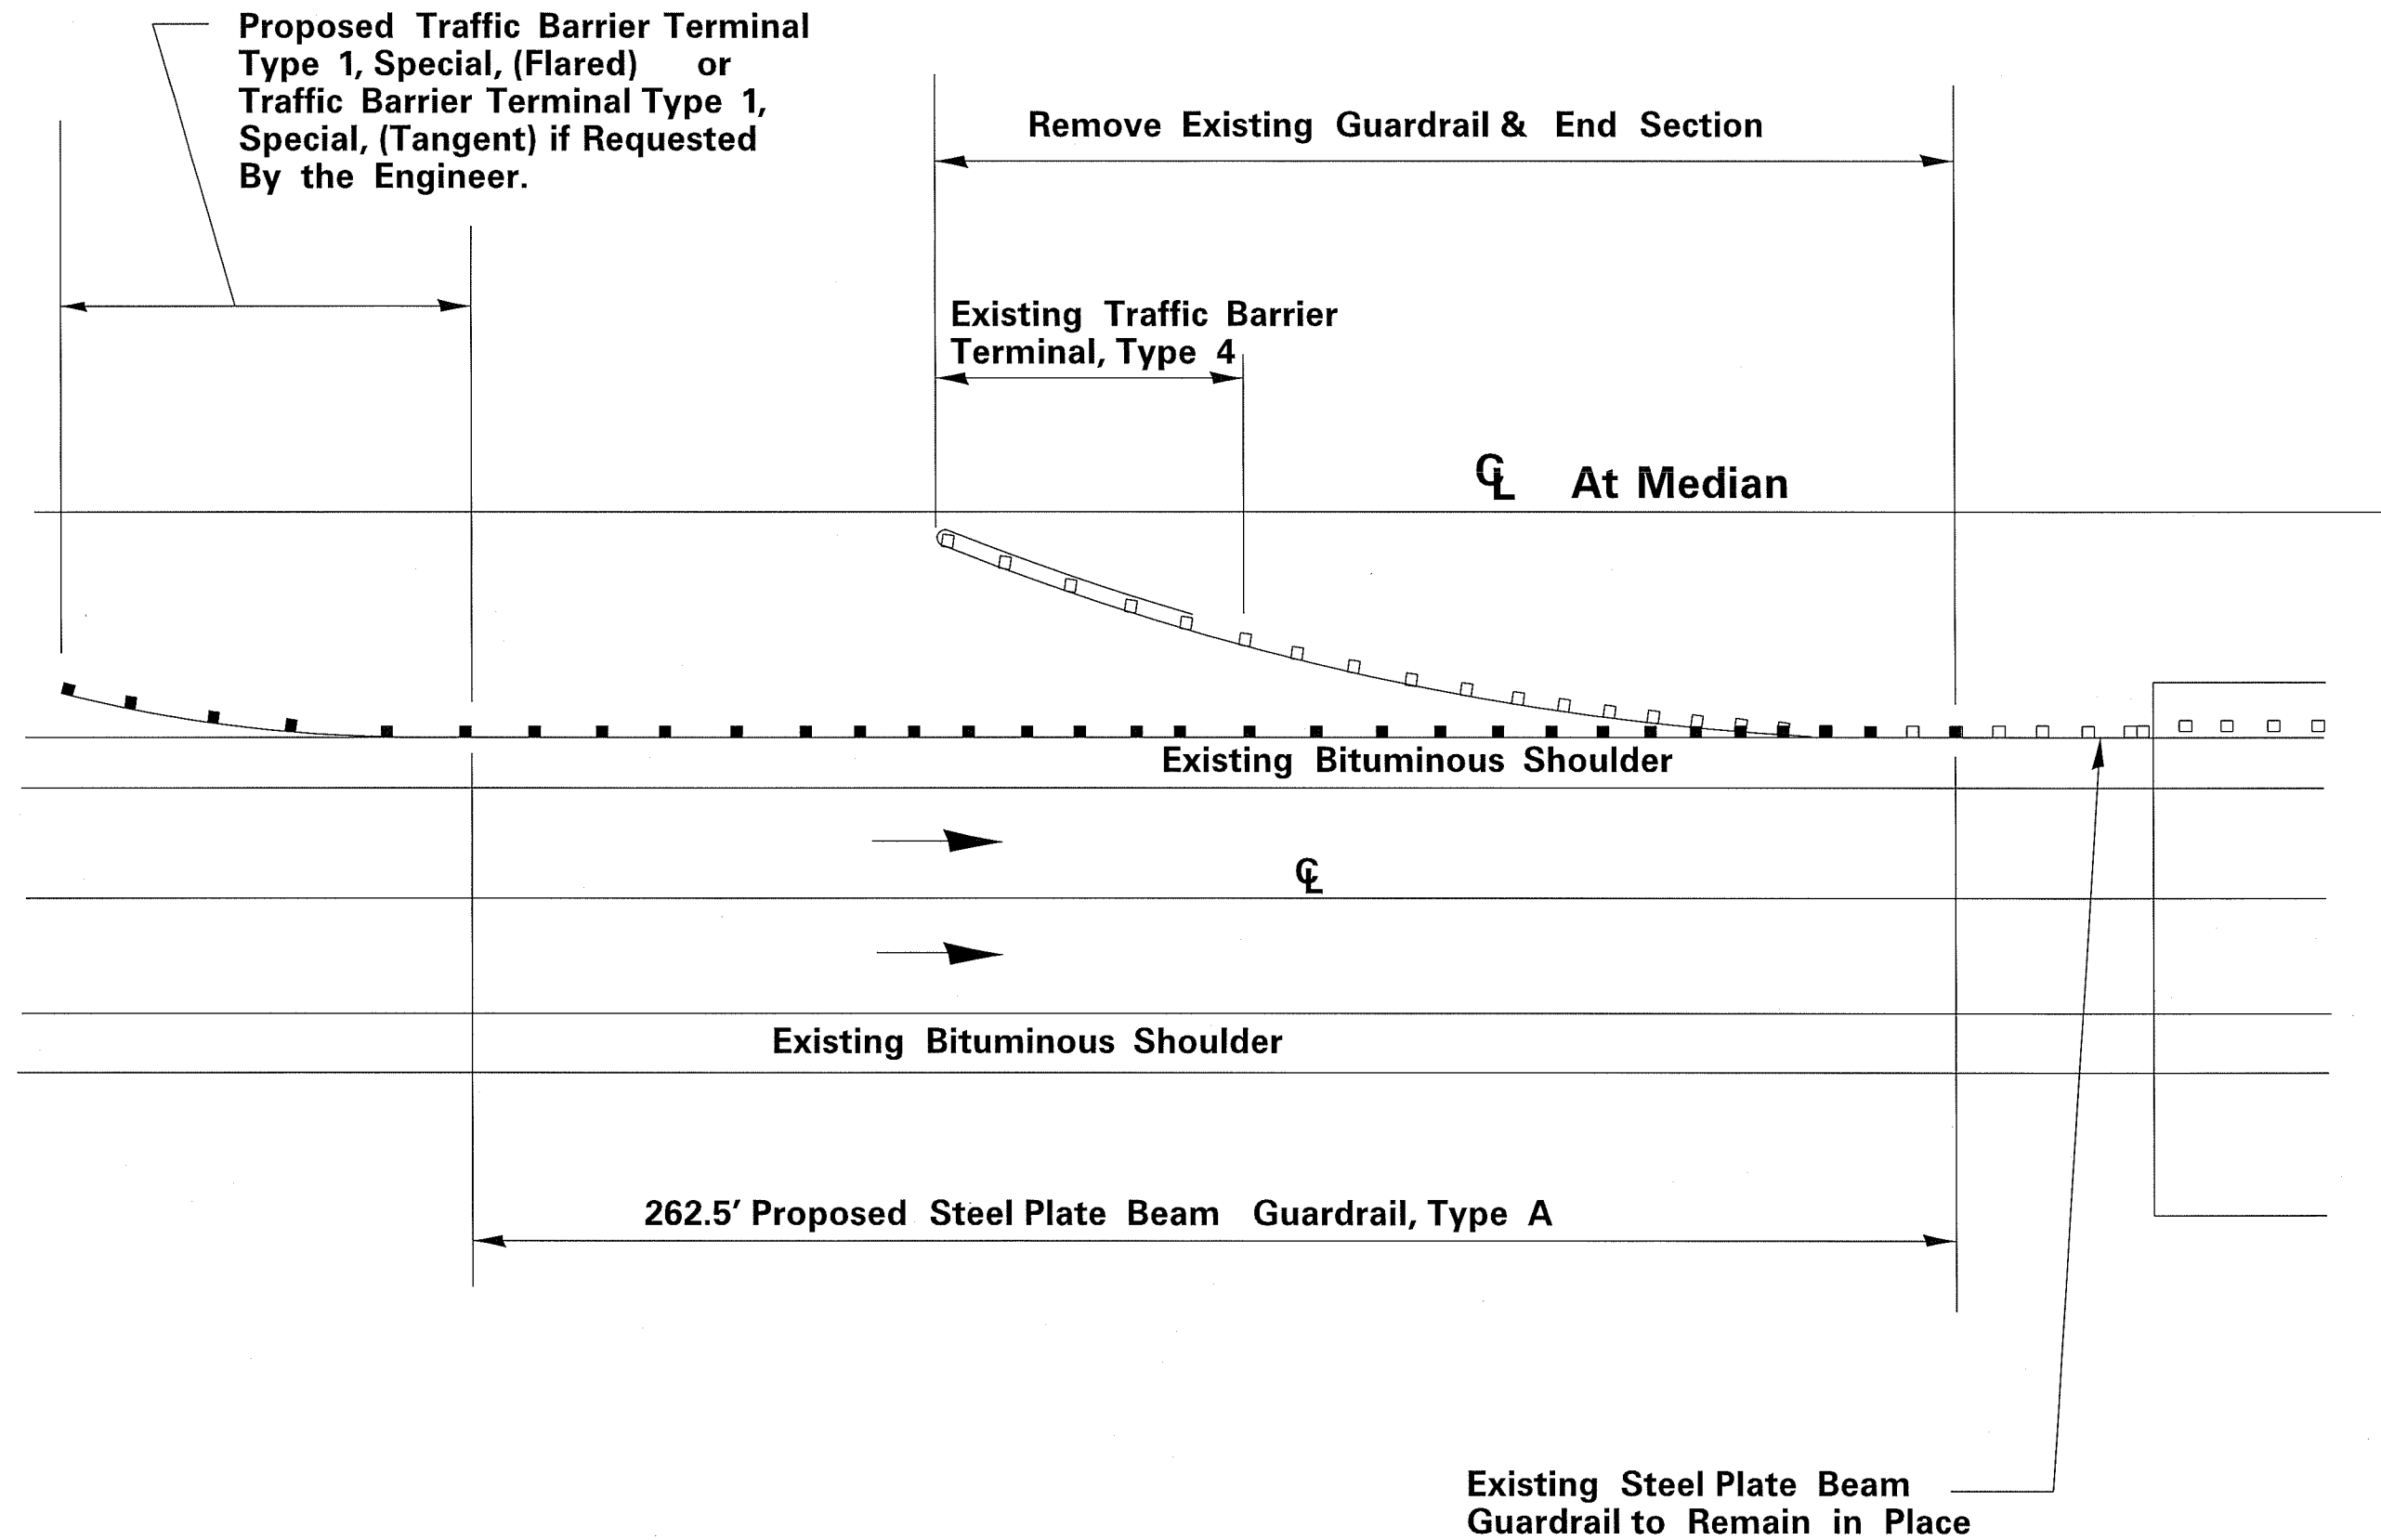 Proposed Traffic Barrier Terminal
Type 1, Special, (Flared) or
Traffic Barrier Terminal Type 1,
Special, (Tangent) if Requested
By the Engineer.
Remove Existing Guardrail & End Section
Existing Traffic Barrier
Terminal, Type 4
℄ At Median
Existing Bituminous Shoulder
℄
Existing Bituminous Shoulder
262.5' Proposed Steel Plate Beam Guardrail, Type A
Existing Steel Plate Beam
Guardrail to Remain in Place